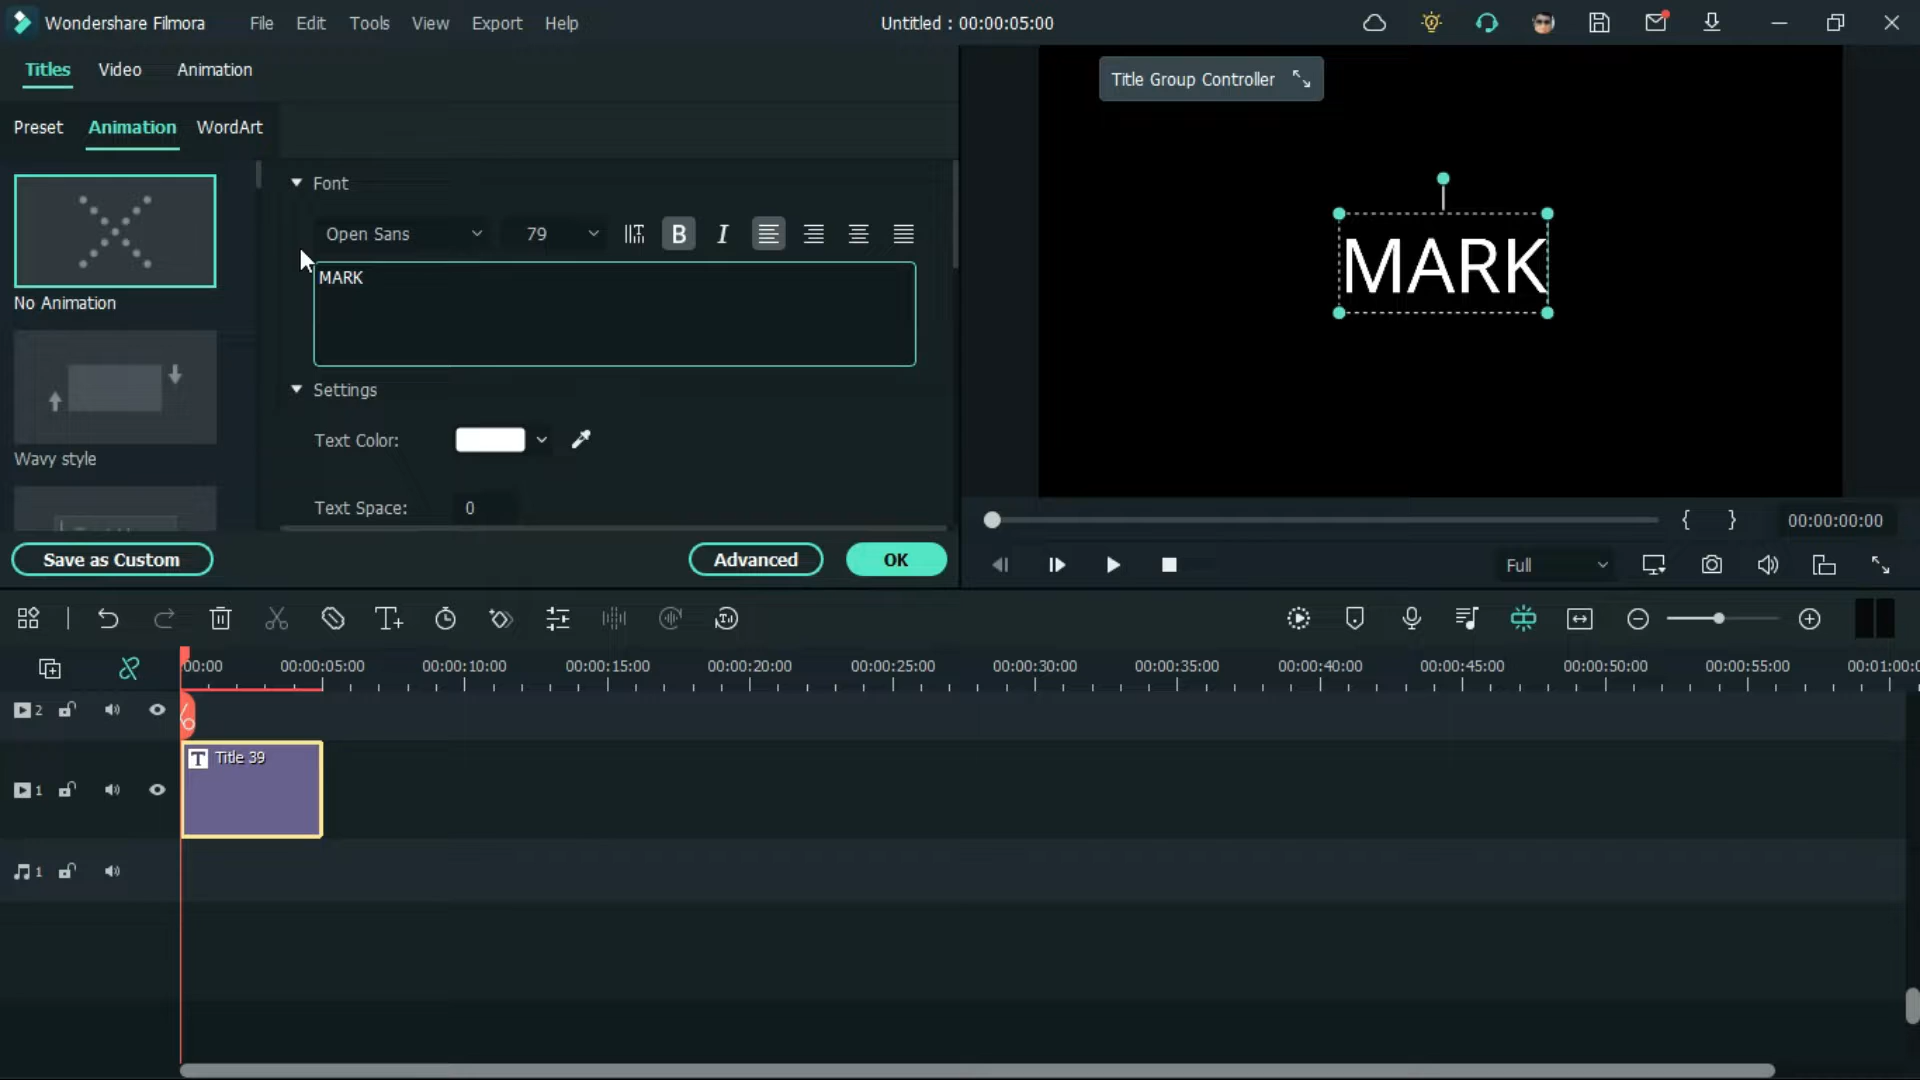 Wondershare Filmora File Edit Tools View Export Help Untitled : 00:00:05:00
Titles Video Animation
Title Group Controller
Preset Animation WordArt
Font
Open Sans 79 B I
MARK
MARK
No Animation
Settings
Text Color:
Wavy style
Text Space: 0
00:00:00:00
Save as Custom Advanced OK
Full
00:00 00:00:05:00 00:00:10:00 00:00:15:00 00:00:20:00 00:00:25:00 00:00:30:00 00:00:35:00 00:00:40:00 00:00:45:00 00:00:50:00 00:00:55:00 00:01:00:0
2
T Title 39
1
1